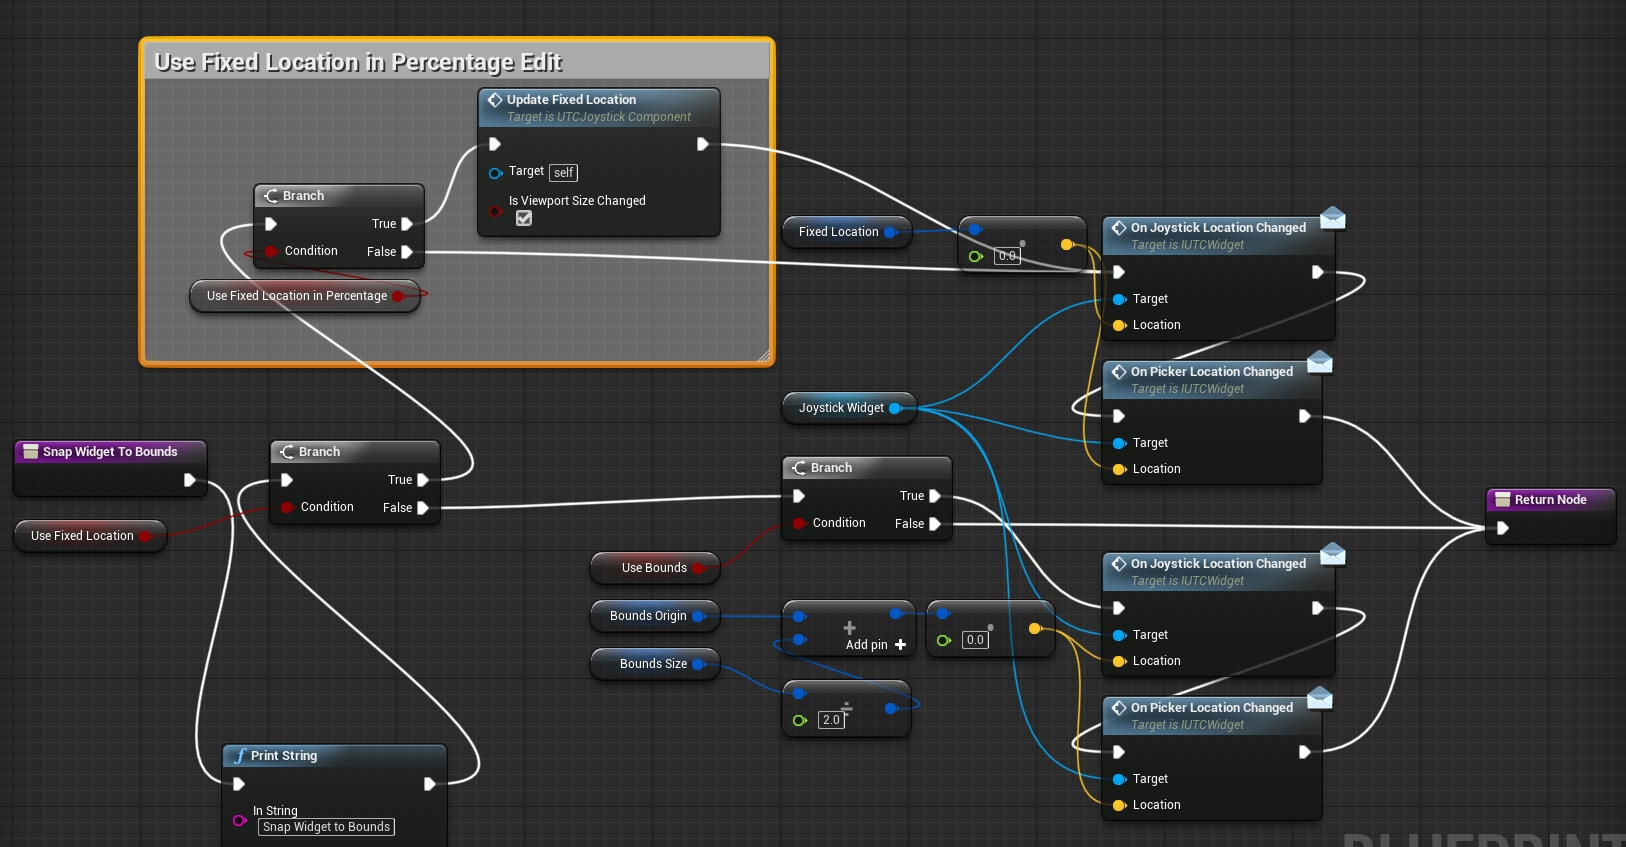 Use Fixed Location in Percentage Edit
Update Fixed Location
Target is UTCJoystick Component
Target self
Is Viewport Size Changed
Branch
True
Condition
False
Use Fixed Location in Percentage
Fixed Location
0.0
On Joystick Location Changed
Target is IUTCWidget
Target
Location
On Picker Location Changed
Target is IUTCWidget
Target
Location
Joystick Widget
Snap Widget To Bounds
Branch
True
Condition
False
Use Fixed Location
Branch
True
Condition
False
Return Node
Use Bounds
Bounds Origin
Bounds Size
+
Add pin +
0.0
÷
2.0
On Joystick Location Changed
Target is IUTCWidget
Target
Location
On Picker Location Changed
Target is IUTCWidget
Target
Location
f Print String
In String
Snap Widget to Bounds
BLUEPRINT